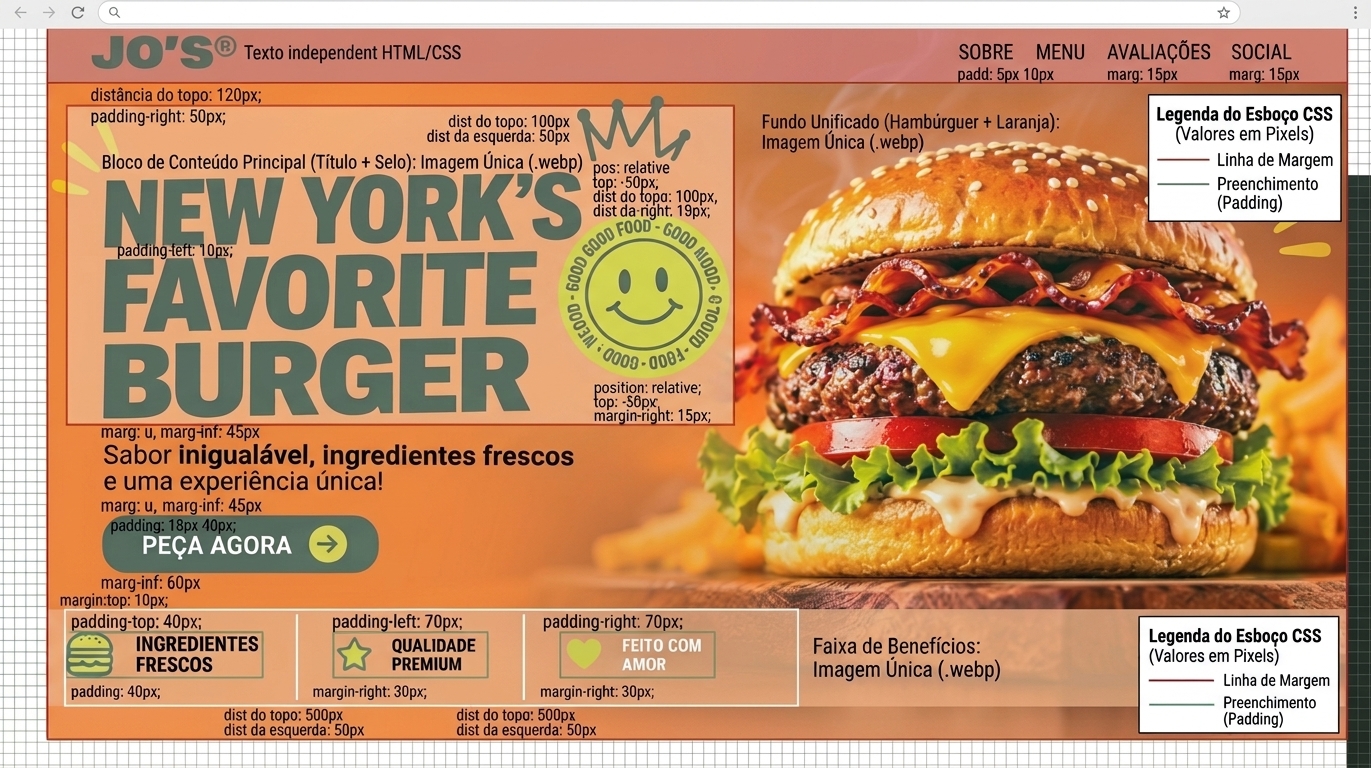 JO'S® Texto independent HTML/CSS
SOBRE MENU AVALIAÇÕES SOCIAL
padd: 5px 10px marg: 15px marg: 15px
distância do topo: 120px;
padding-right: 50px;
dist do topo: 100px
dist da esquerda: 50px
Bloco de Conteúdo Principal (Título + Selo): Imagem Única (.webp)
NEW YORK'S
padding-left: 10px;
FAVORITE
BURGER
pos: relative
top: -50px;
dist do topo: 100px,
dist da right: 19px;
GOOD FOOD - GOOD MOOD
position: relative;
top: -50px;
margin-right: 15px;
Fundo Unificado (Hambúrguer + Laranja):
Imagem Única (.webp)
Legenda do Esboço CSS
(Valores em Pixels)
Linha de Margem
Preenchimento
(Padding)
marg: u, marg-inf: 45px
Sabor inigualável, ingredientes frescos
e uma experiência única!
marg: u, marg-inf: 45px
padding: 18px 40px;
PEÇA AGORA
marg-inf: 60px
margin:top: 10px;
padding-top: 40px;
INGREDIENTES
FRESCOS
padding: 40px;
padding-left: 70px;
QUALIDADE
PREMIUM
margin-right: 30px;
padding-right: 70px;
FEITO COM
AMOR
margin-right: 30px;
Faixa de Benefícios:
Imagem Única (.webp)
Legenda do Esboço CSS
(Valores em Pixels)
Linha de Margem
Preenchimento
(Padding)
dist do topo: 500px
dist da esquerda: 50px
dist do topo: 500px
dist da esquerda: 50px